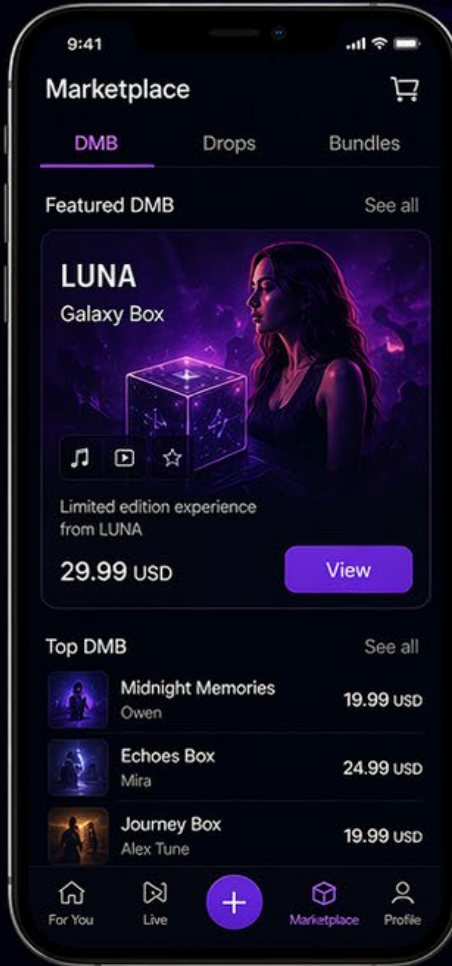 9:41
Marketplace
DMB Drops Bundles
Featured DMB See all
LUNA
Galaxy Box
Limited edition experience
from LUNA
29.99 USD View
Top DMB See all
Midnight Memories
Owen
19.99 USD
Echoes Box
Mira
24.99 USD
Journey Box
Alex Tune
19.99 USD
For You Live + Marketplace Profile